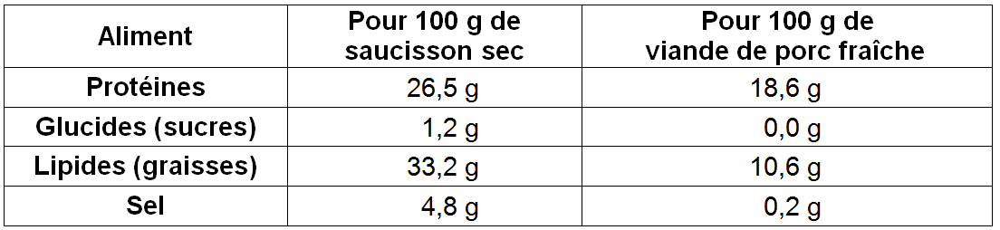 Aliment
Pour 100 g de
saucisson sec
Pour 100 g de
viande de porc fraîche
Protéines 26,5 g 18,6 g
Glucides (sucres) 1,2 g 0,0 g
Lipides (graisses) 33,2 g 10,6 g
Sel 4,8 g 0,2 g